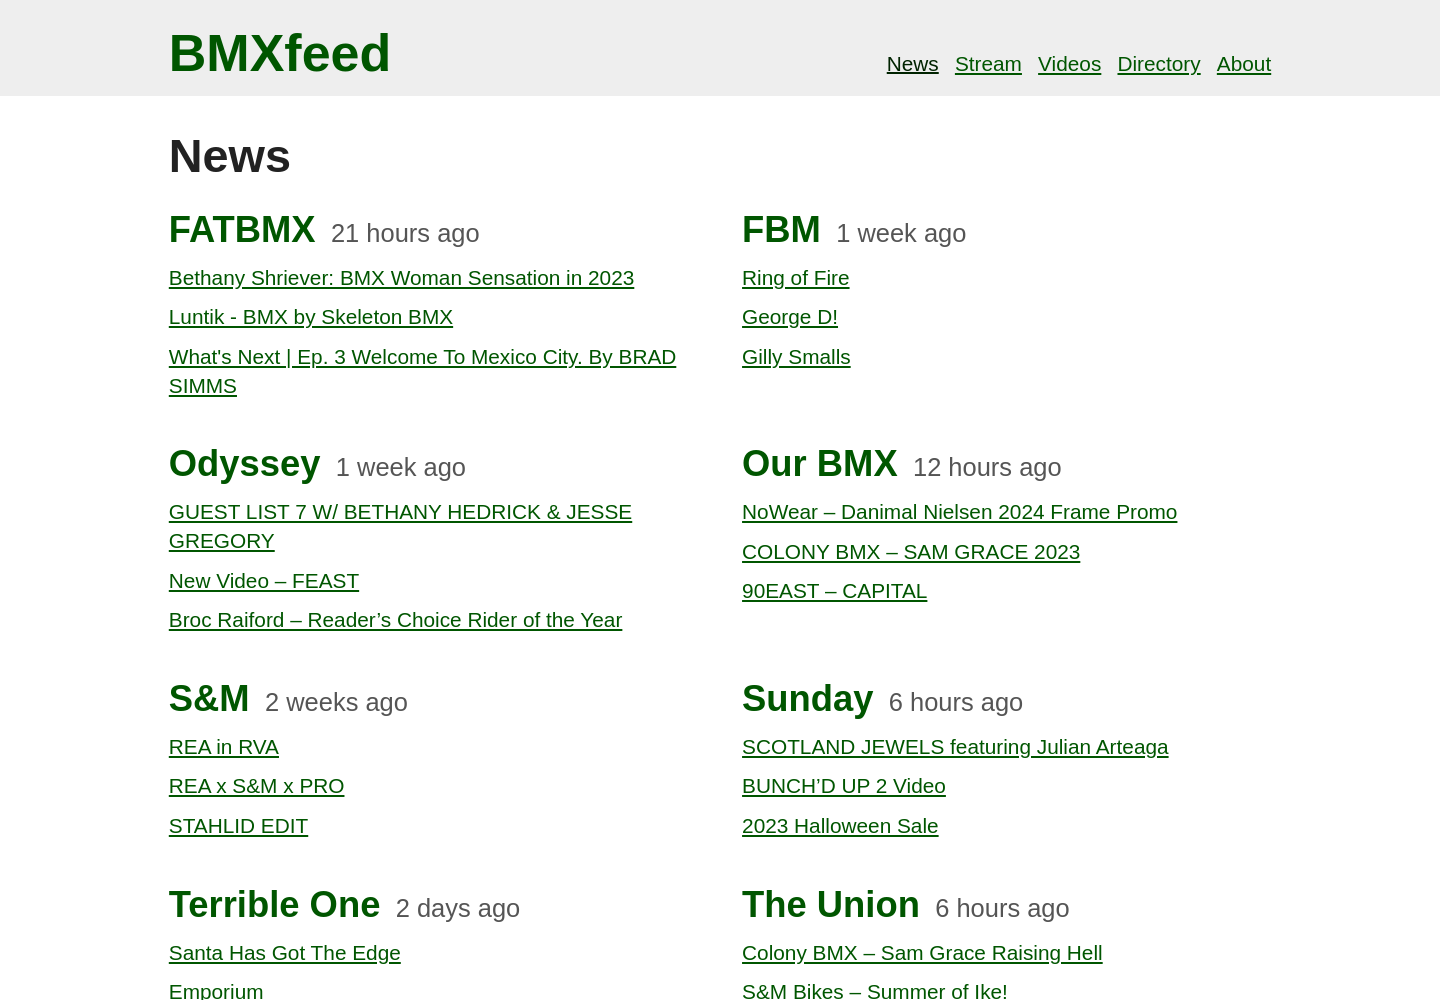 BMXfeed
News Stream Videos Directory About
News
FATBMX 21 hours ago
Bethany Shriever: BMX Woman Sensation in 2023
Luntik - BMX by Skeleton BMX
What's Next | Ep. 3 Welcome To Mexico City. By BRAD
SIMMS
FBM 1 week ago
Ring of Fire
George D!
Gilly Smalls
Odyssey 1 week ago
GUEST LIST 7 W/ BETHANY HEDRICK & JESSE
GREGORY
New Video – FEAST
Broc Raiford – Reader’s Choice Rider of the Year
Our BMX 12 hours ago
NoWear – Danimal Nielsen 2024 Frame Promo
COLONY BMX – SAM GRACE 2023
90EAST – CAPITAL
S&M 2 weeks ago
REA in RVA
REA x S&M x PRO
STAHLID EDIT
Sunday 6 hours ago
SCOTLAND JEWELS featuring Julian Arteaga
BUNCH’D UP 2 Video
2023 Halloween Sale
Terrible One 2 days ago
Santa Has Got The Edge
Emporium
The Union 6 hours ago
Colony BMX – Sam Grace Raising Hell
S&M Bikes – Summer of Ike!